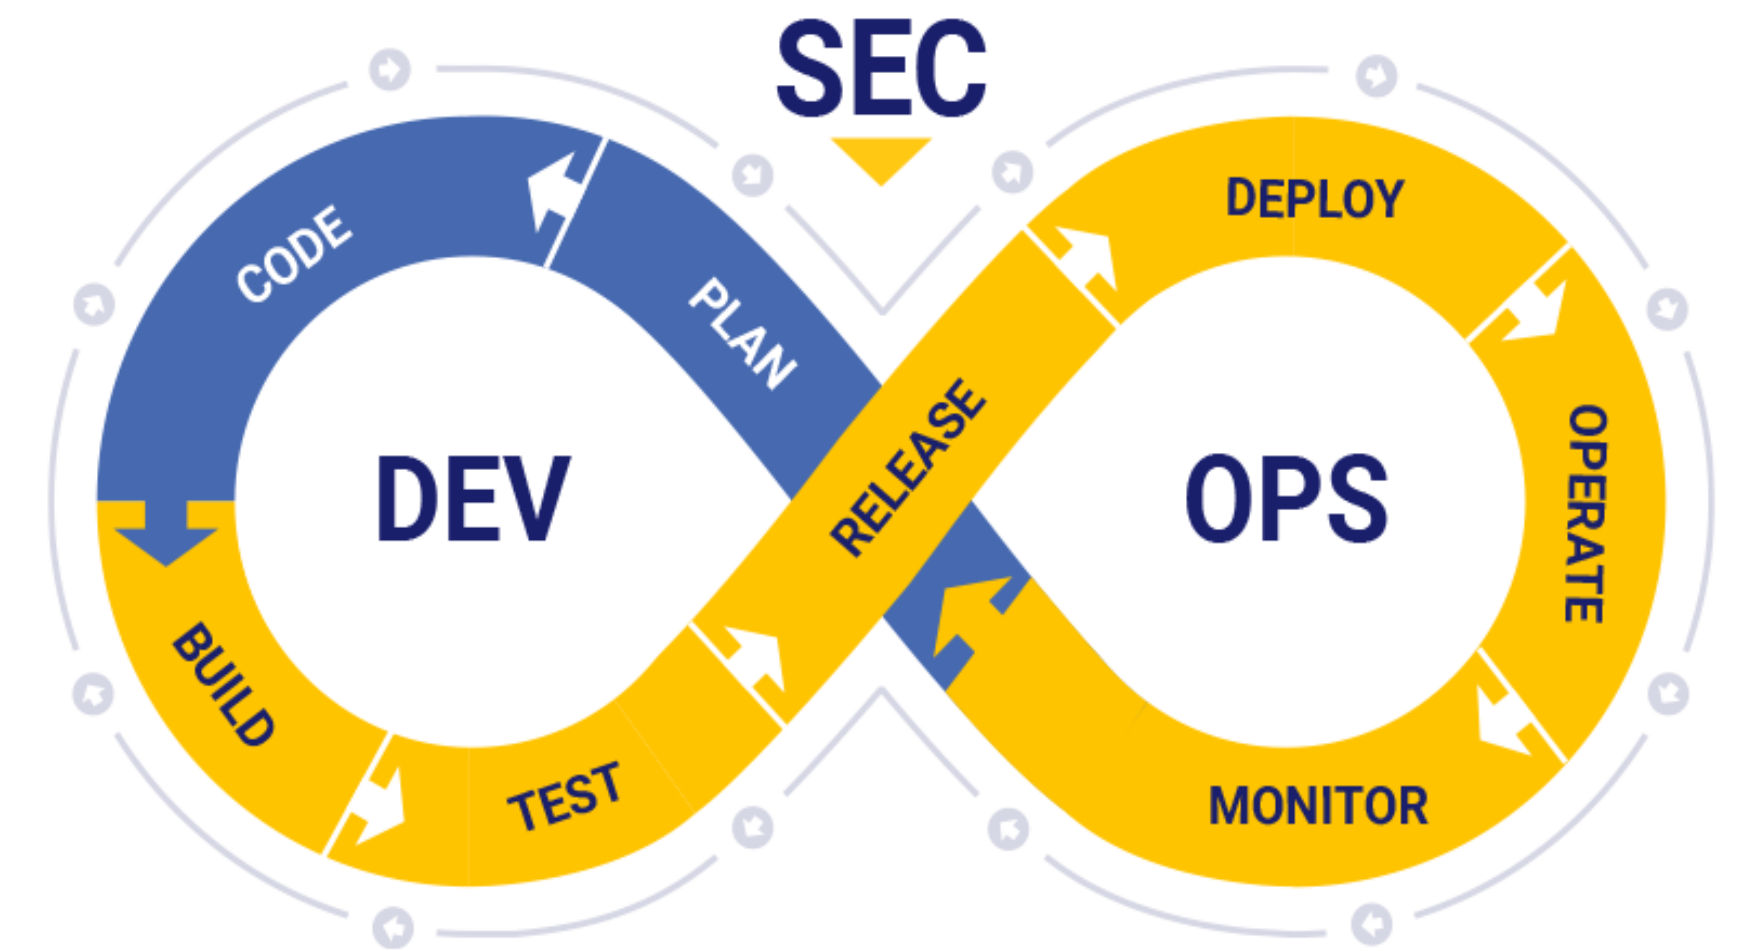 SEC
CODE
PLAN
DEPLOY
DEV
RELEASE
OPS
OPERATE
BUILD
TEST
MONITOR